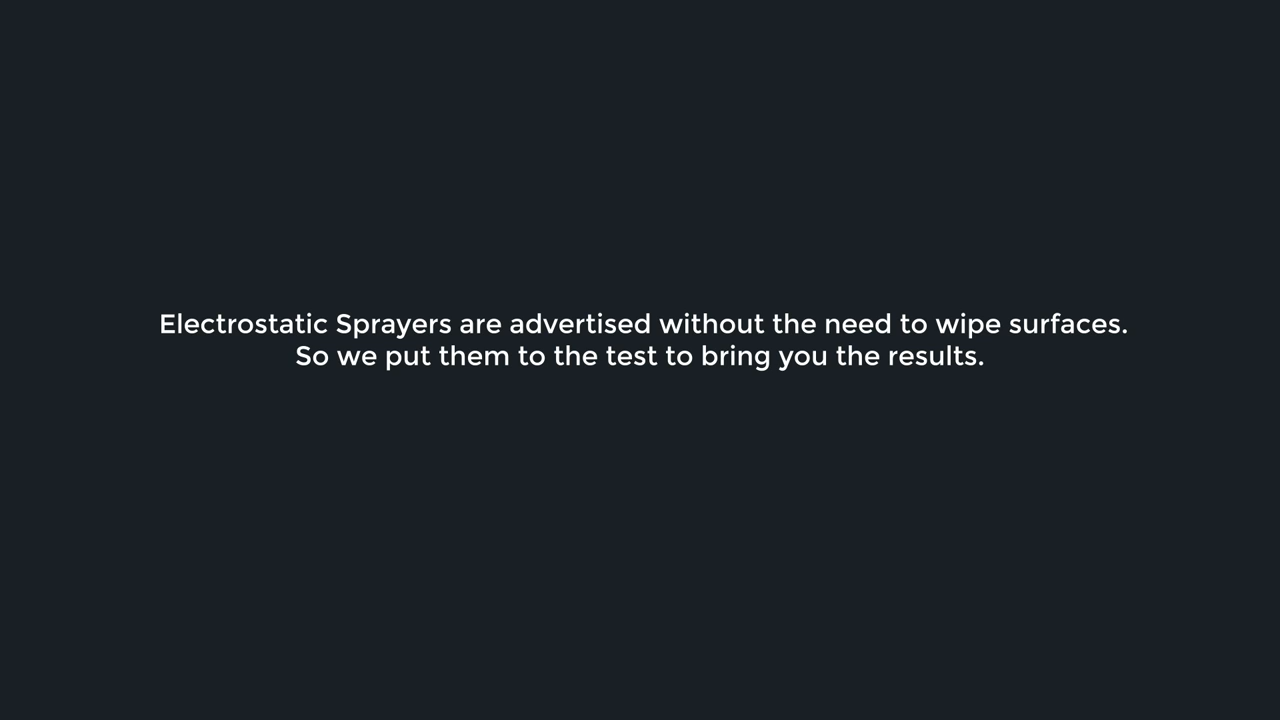 Electrostatic Sprayers are advertised without the need to wipe surfaces.
So we put them to the test to bring you the results.